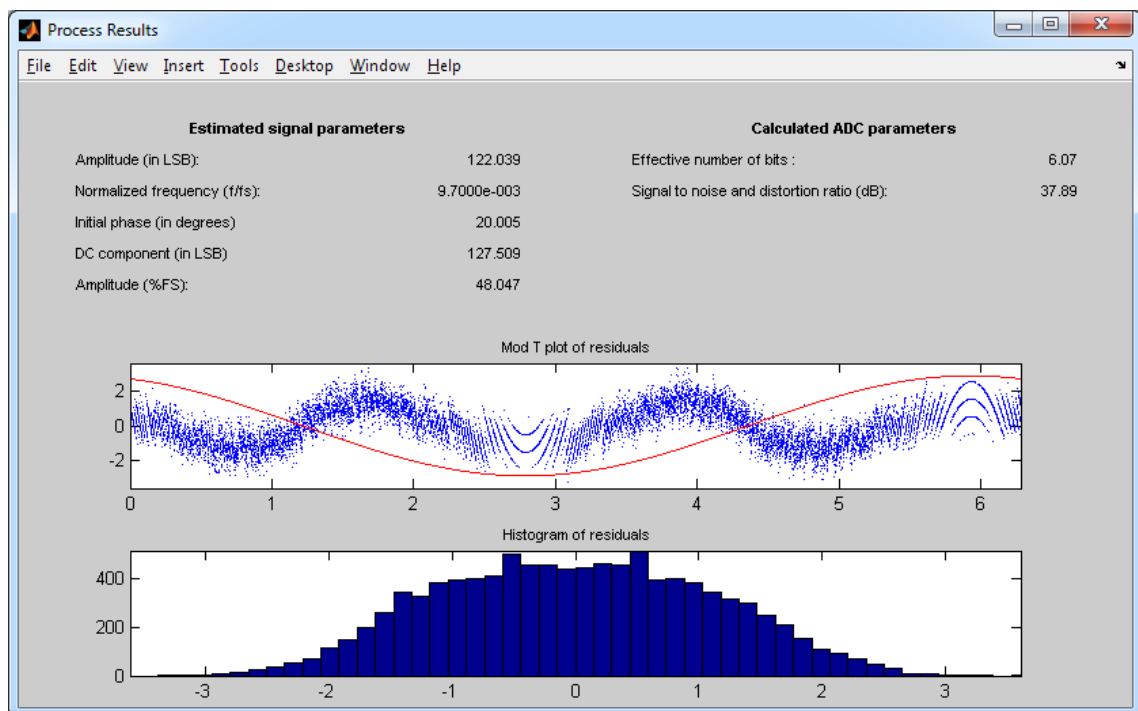 Process Results
File Edit View Insert Tools Desktop Window Help
Estimated signal parameters
Amplitude (in LSB): 122.039
Normalized frequency (f/fs): 9.7000e-003
Initial phase (in degrees) 20.005
DC component (in LSB) 127.509
Amplitude (%FS): 48.047
Calculated ADC parameters
Effective number of bits : 6.07
Signal to noise and distortion ratio (dB): 37.89
Mod T plot of residuals
2
0
-2
0 1 2 3 4 5 6
Histogram of residuals
400
200
0
-3 -2 -1 0 1 2 3